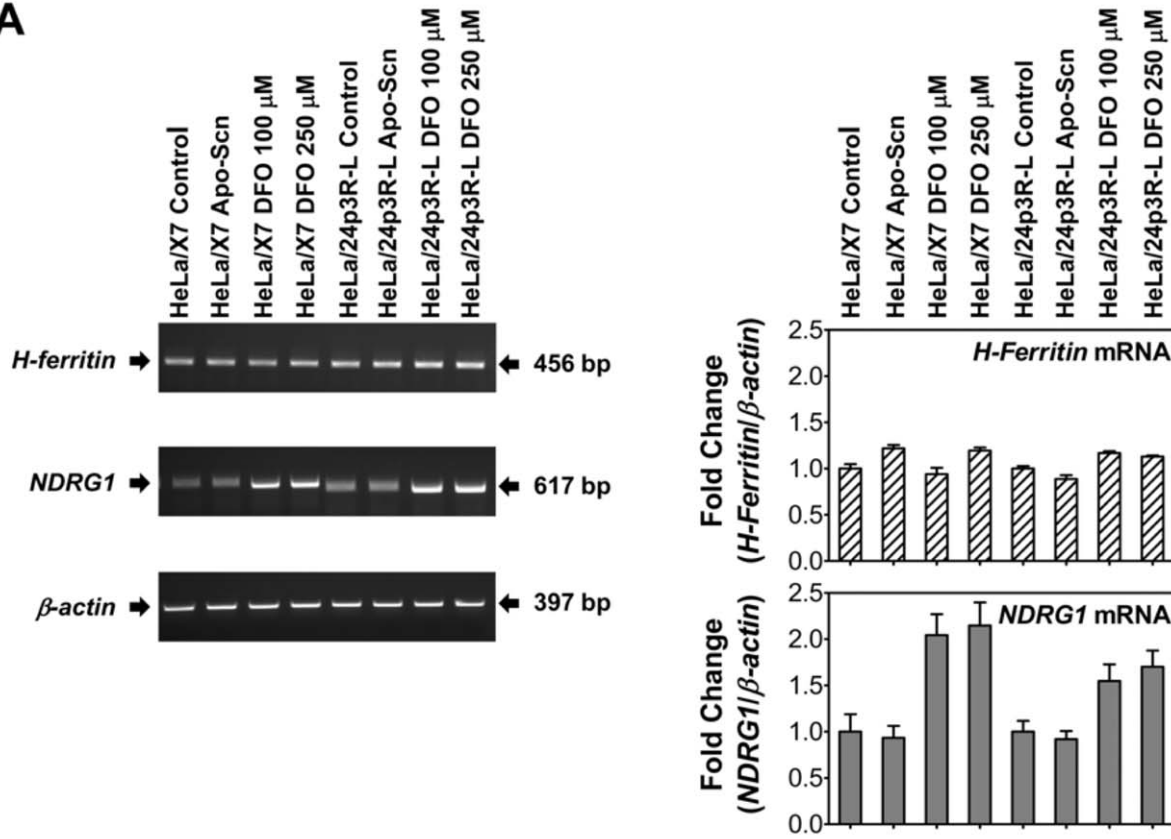 A
HeLa/X7 Control
HeLa/X7 Apo-Scn
HeLa/X7 DFO 100 μM
HeLa/X7 DFO 250 μM
HeLa/24p3R-L Control
HeLa/24p3R-L Apo-Scn
HeLa/24p3R-L DFO 100 μM
HeLa/24p3R-L DFO 250 μM
H-ferritin
456 bp
NDRG1
617 bp
β-actin
397 bp
HeLa/X7 Control
HeLa/X7 Apo-Scn
HeLa/X7 DFO 100 μM
HeLa/X7 DFO 250 μM
HeLa/24p3R-L Control
HeLa/24p3R-L Apo-Scn
HeLa/24p3R-L DFO 100 μM
HeLa/24p3R-L DFO 250 μM
Fold Change
(H-Ferritin/β-actin)
2.5
2.0
1.5
1.0
0.5
0.0
H-Ferritin mRNA
Fold Change
(NDRG1/β-actin)
2.5
2.0
1.5
1.0
0.5
0.0
NDRG1 mRNA